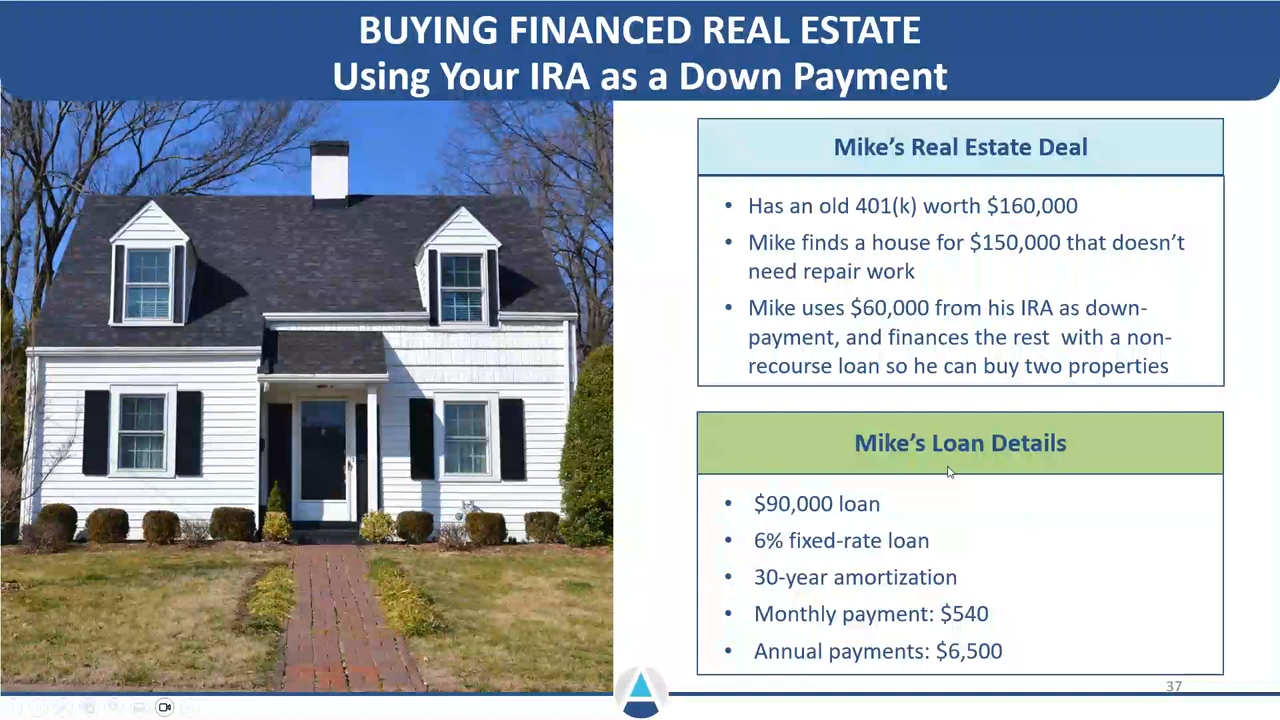 BUYING FINANCED REAL ESTATE
Using Your IRA as a Down Payment
Mike's Real Estate Deal
• Has an old 401(k) worth $160,000
• Mike finds a house for $150,000 that doesn't
need repair work
• Mike uses $60,000 from his IRA as down-
payment, and finances the rest  with a non-
recourse loan so he can buy two properties
Mike's Loan Details
• $90,000 loan
• 6% fixed-rate loan
• 30-year amortization
• Monthly payment: $540
• Annual payments: $6,500
37